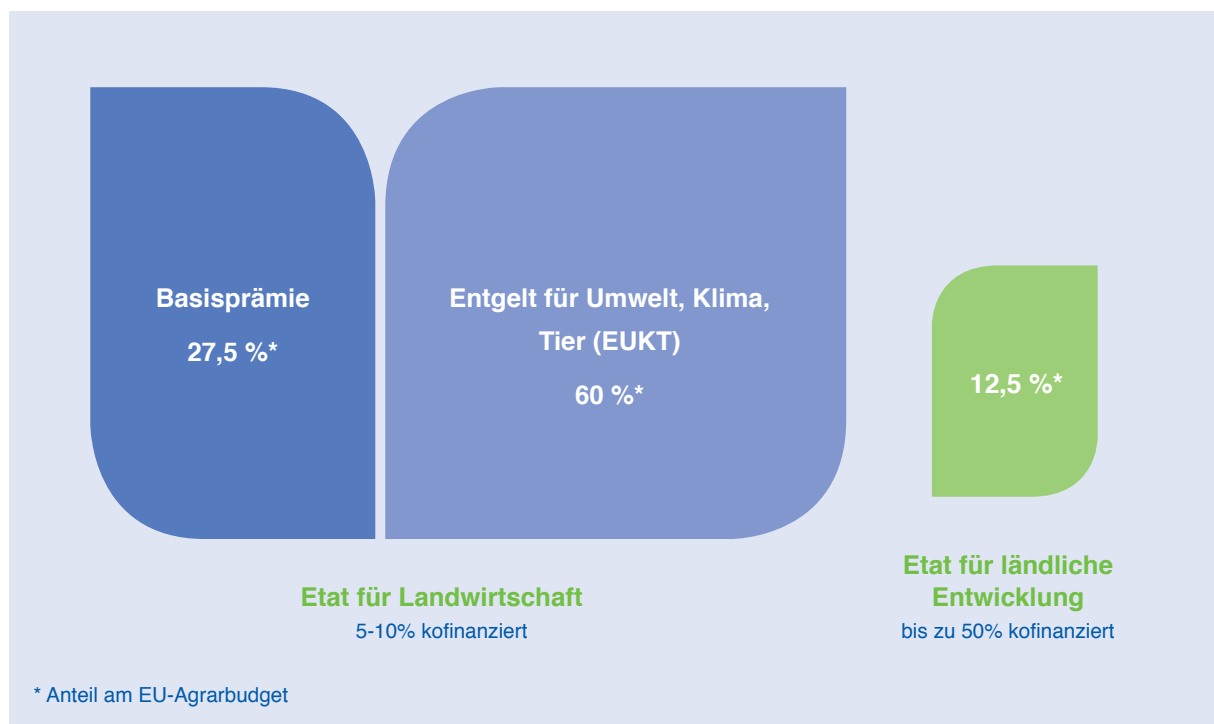 Basisprämie
27,5 %*
Entgelt für Umwelt, Klima,
Tier (EUKT)
60 %*
12,5 %*
Etat für Landwirtschaft
5-10% kofinanziert
Etat für ländliche
Entwicklung
bis zu 50% kofinanziert
* Anteil am EU-Agrarbudget